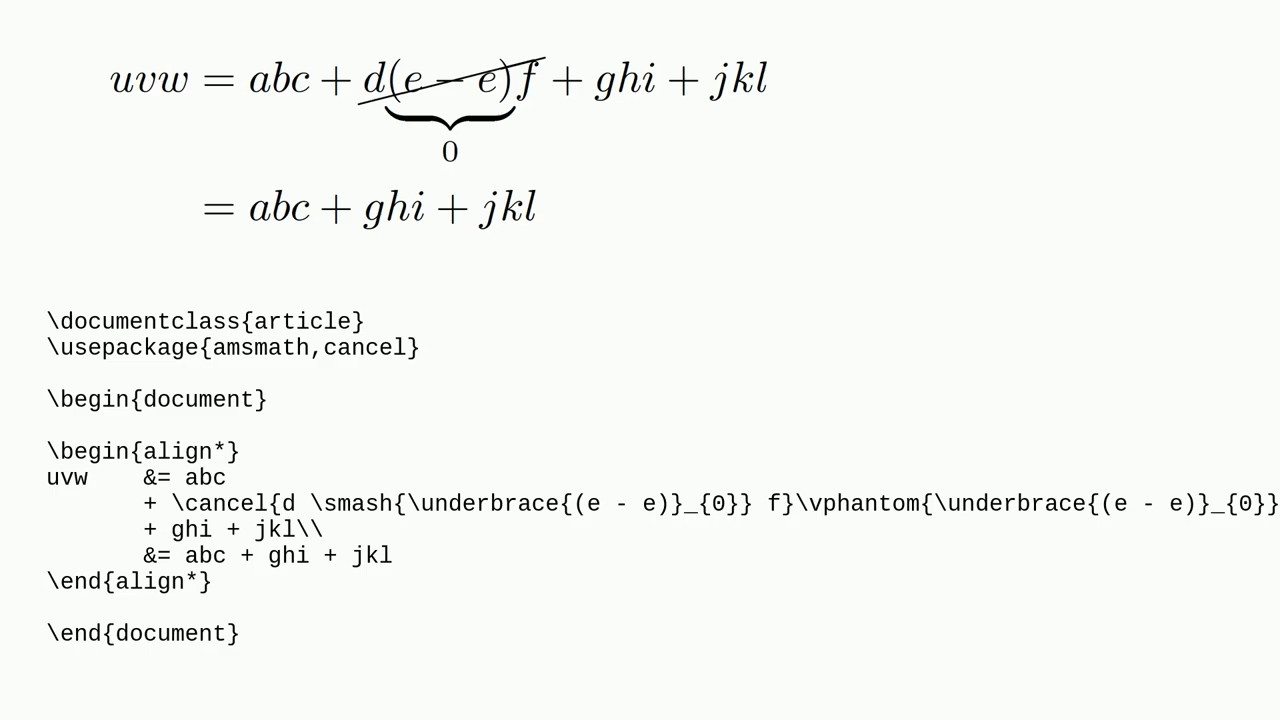 uvw = abc + d(e − e)f + ghi + jkl
0
= abc + ghi + jkl
\documentclass{article}
\usepackage{amsmath,cancel}
\begin{document}
\begin{align*}
uvw    &= abc
+ \cancel{d \smash{\underbrace{(e - e)}_{0}} f}\vphantom{\underbrace{(e - e)}_{0}}
+ ghi + jkl\\
&= abc + ghi + jkl
\end{align*}
\end{document}